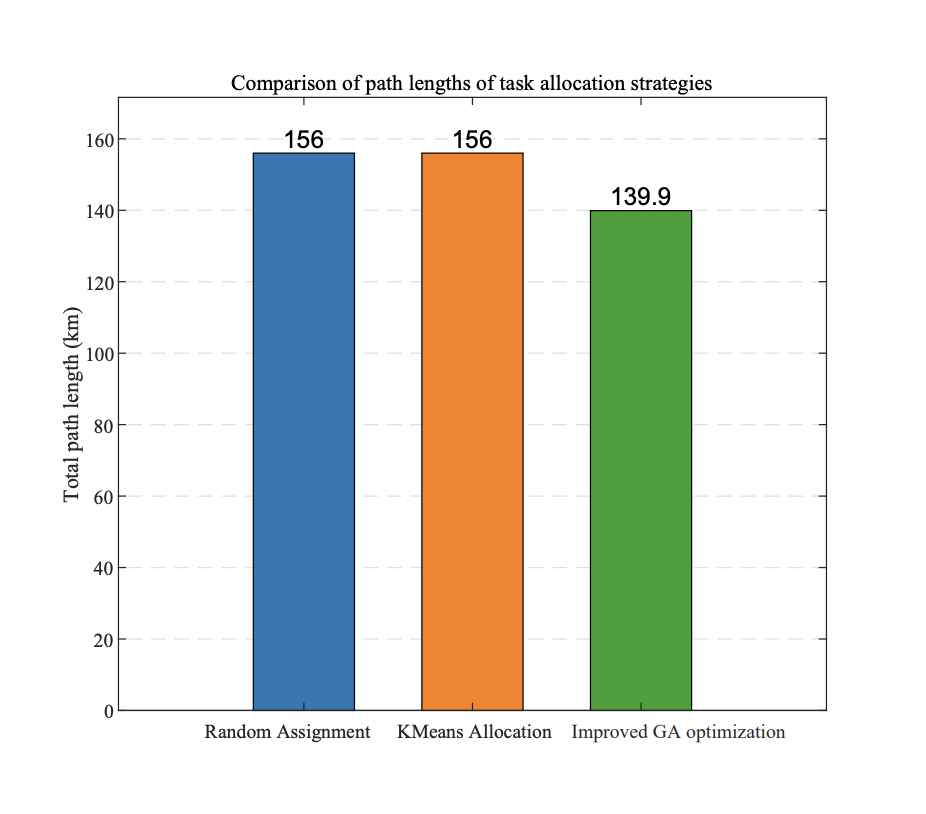 Comparison of path lengths of task allocation strategies
156
156
139.9
160
140
120
100
80
60
40
20
0
Total path length (km)
Random Assignment
KMeans Allocation
Improved GA optimization